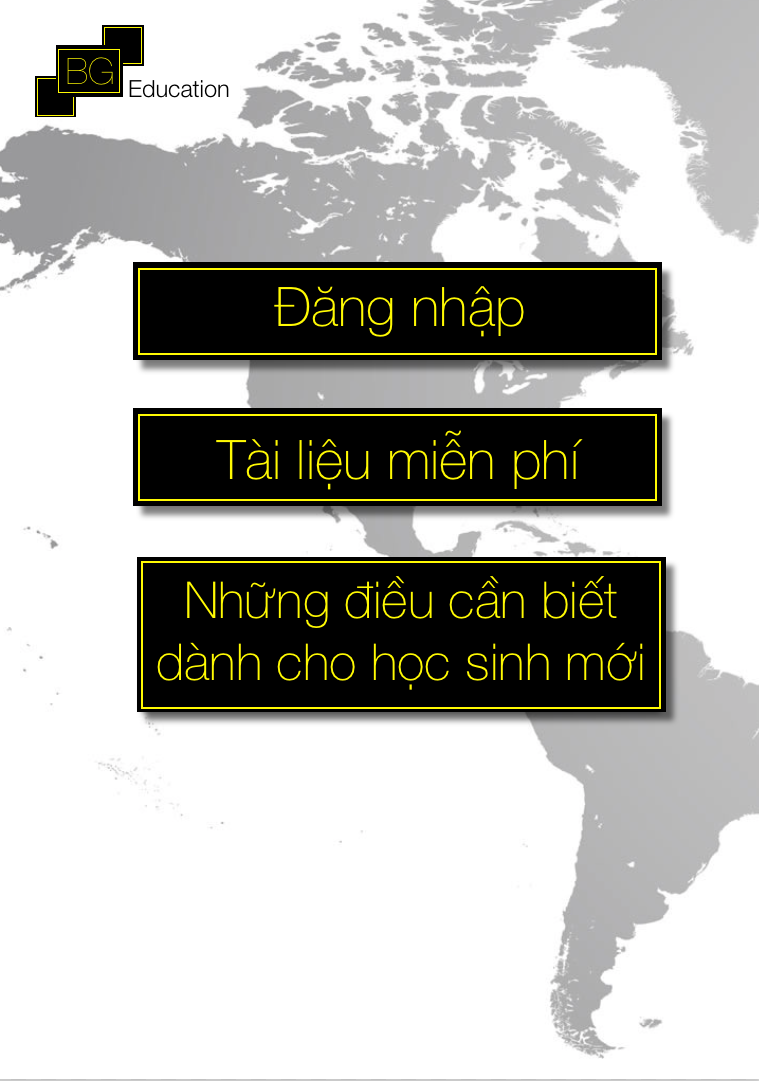 BG
Education
Đăng nhập
Tài liệu miễn phí
Những điều cần biết
dành cho học sinh mới